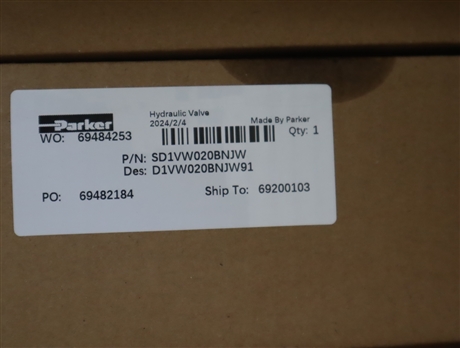 Parker
Hydraulic Valve
2024/2/4
Made By Parker
WO: 69484253
Qty: 1
P/N: SD1VW020BNJW
Des: D1VW020BNJW91
PO: 69482184
Ship To: 69200103